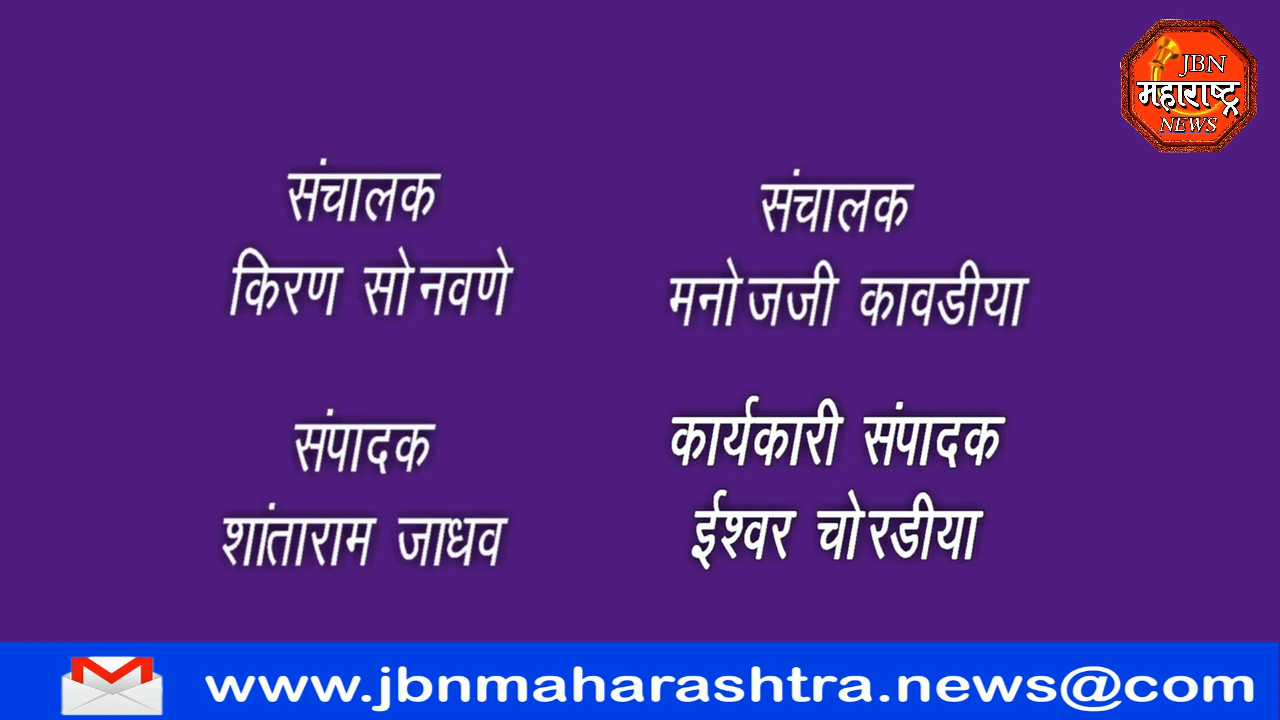 JBN
महाराष्ट्र
NEWS
संचालक
किरण सोनवणे
संचालक
मनोजजी कावडीया
संपादक
शांताराम जाधव
कार्यकारी संपादक
ईश्वर चोरडीया
www.jbnmaharashtra.news@com